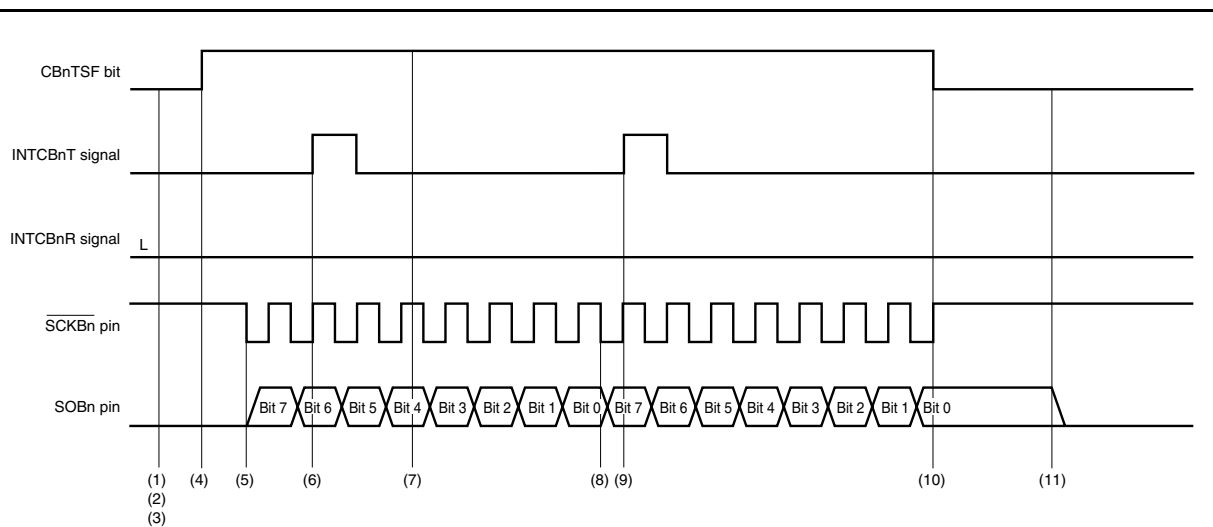 CBnTSF bit
INTCBnT signal
INTCBnR signal
L
SCKBn pin
SOBn pin
Bit 7 Bit 6 Bit 5 Bit 4 Bit 3 Bit 2 Bit 1 Bit 0 Bit 7 Bit 6 Bit 5 Bit 4 Bit 3 Bit 2 Bit 1 Bit 0
(1) (4) (5) (6) (7) (8) (9) (10) (11)
(2)
(3)